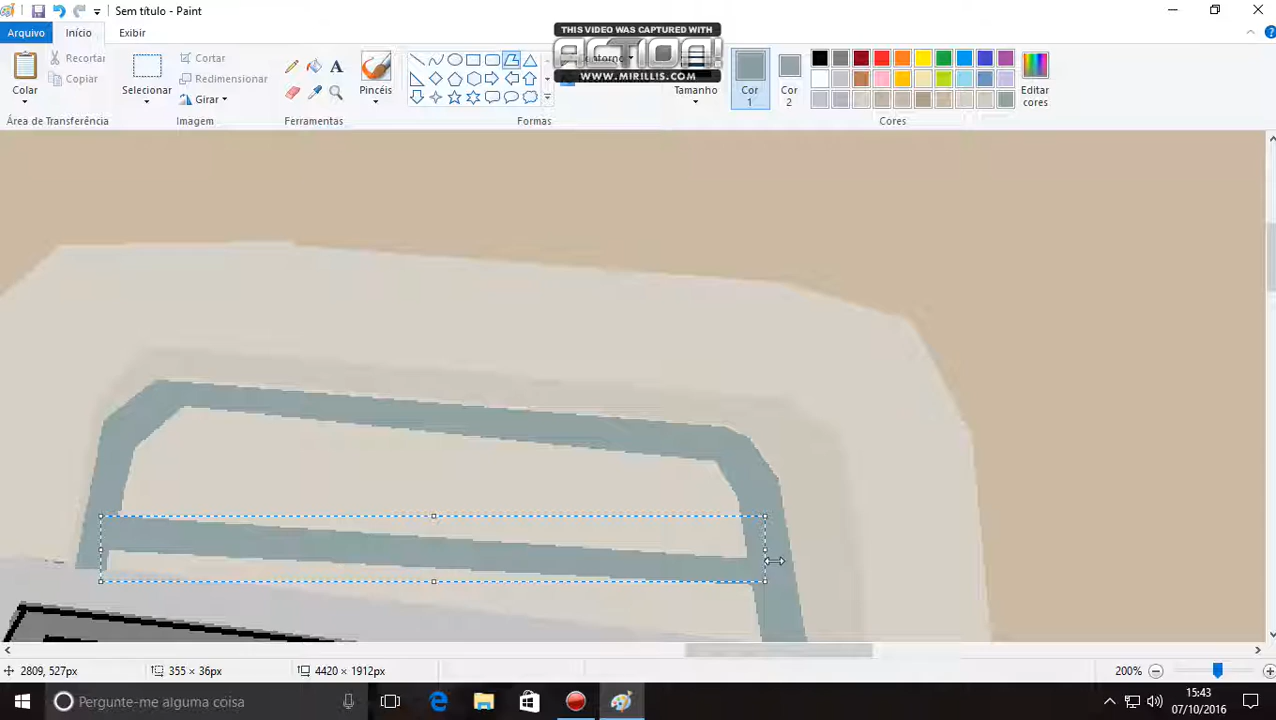 Sem título - Paint
THIS VIDEO WAS CAPTURED WITH
ACTION!
WWW.MIRILLIS.COM
Arquivo
Início
Exibir
Colar
Recortar
Copiar
Selecionar
Cortar
Redimensionar
Girar
Pincéis
Tamanho
Cor 1
Cor 2
Editar cores
Área de Transferência
Imagem
Ferramentas
Formas
Cores
2809, 527px
355 × 36px
4420 × 1912px
200%
Pergunte-me alguma coisa
15:43
07/10/2016